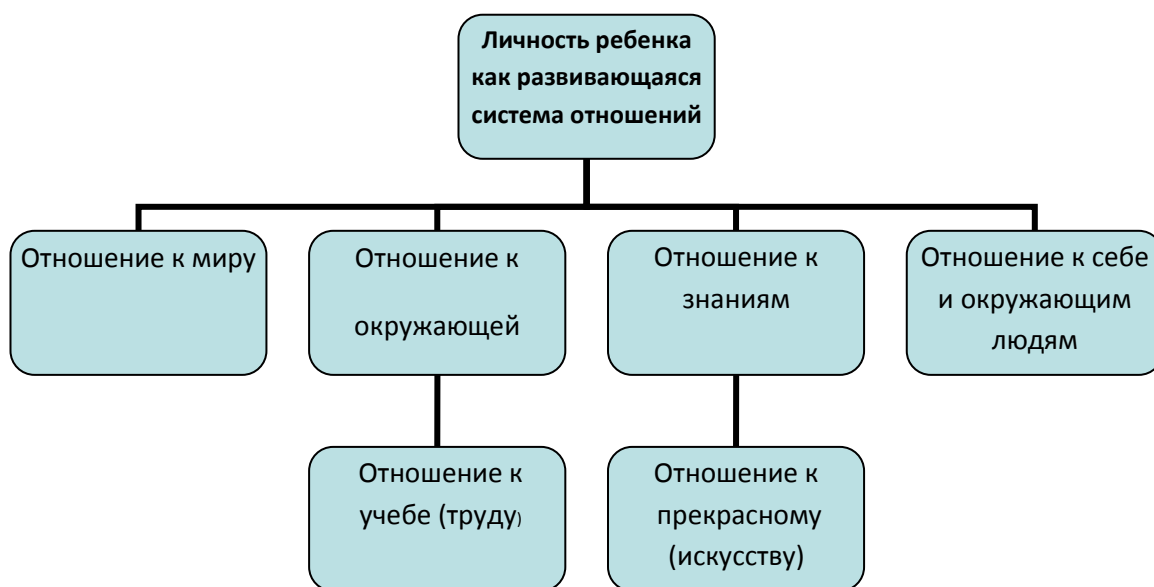 Личность ребенка
как развивающаяся
система отношений
Отношение к миру
Отношение к
окружающей
Отношение к
знаниям
Отношение к себе
и окружающим
людям
Отношение к
учебе (труду)
Отношение к
прекрасному
(искусству)